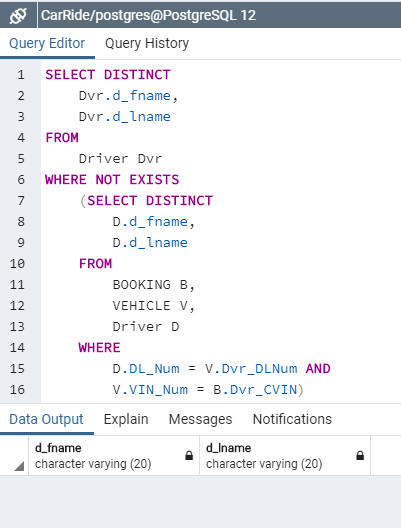 CarRide/postgres@PostgreSQL 12
Query Editor Query History
1 SELECT DISTINCT
2 Dvr.d_fname,
3 Dvr.d_lname
4 FROM
5 Driver Dvr
6 WHERE NOT EXISTS
7 (SELECT DISTINCT
8 D.d_fname,
9 D.d_lname
10 FROM
11 BOOKING B,
12 VEHICLE V,
13 Driver D
14 WHERE
15 D.DL_Num = V.Dvr_DLNum AND
16 V.VIN_Num = B.Dvr_CVIN)
Data Output Explain Messages Notifications
d_fname d_lname
character varying (20) character varying (20)